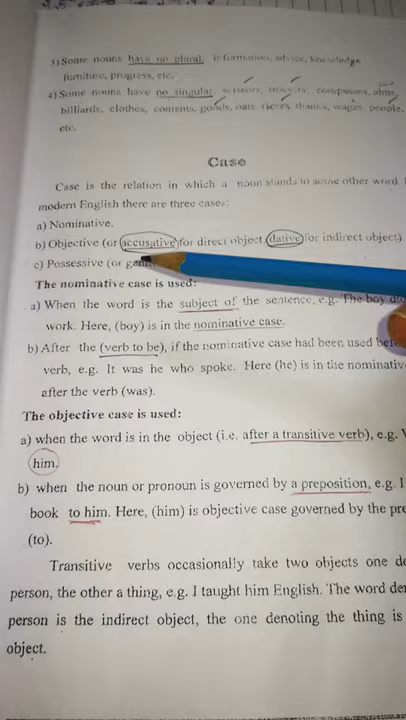 3) Some nouns have no plural, information, advice, knowledge
furniture, progress, etc.
4) Some nouns have no singular scissors, trousers, compasses, alms,
billiards, clothes, contents, goods, oats, riches, thanks, wages, people,
etc.
Case
Case is the relation in which a noun stands to some other word
modern English there are three cases:
a) Nominative.
b) Objective (or accusative for direct object (dative) for indirect object)
c) Possessive (or
The nominative case is used:
a) When the word is the subject of the sentence, e.g. The boy
work. Here, (boy) is in the nominative case.
b) After the (verb to be), if the nominative case had been used
verb, e.g. It was he who spoke. Here (he) is in the
after the verb (was).
The objective case is used:
a) when the word is in the object (i.e. after a transitive verb), e.g.
him.
b) when the noun or pronoun is governed by a preposition, e.g. I
book to him. Here, (him) is objective case governed by the
(to).
Transitive verbs occasionally take two objects one
person, the other a thing, e.g. I taught him English. The word
person is the indirect object, the one denoting the thing is
object.